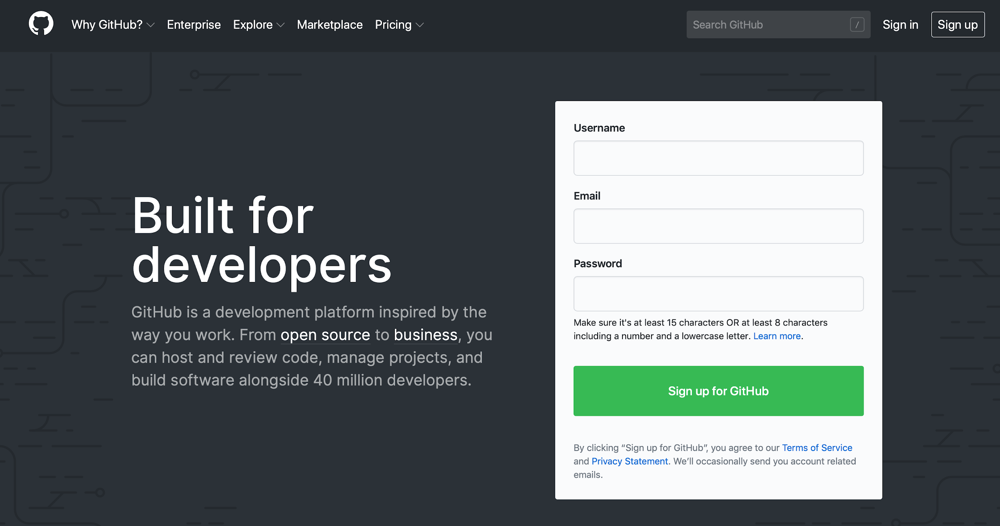 Why GitHub? Enterprise Explore Marketplace Pricing Search GitHub / Sign in Sign up
Built for
developers
GitHub is a development platform inspired by the
way you work. From open source to business, you
can host and review code, manage projects, and
build software alongside 40 million developers.
Username
Email
Password
Make sure it's at least 15 characters OR at least 8 characters
including a number and a lowercase letter. Learn more.
Sign up for GitHub
By clicking “Sign up for GitHub”, you agree to our Terms of Service
and Privacy Statement. We’ll occasionally send you account related
emails.